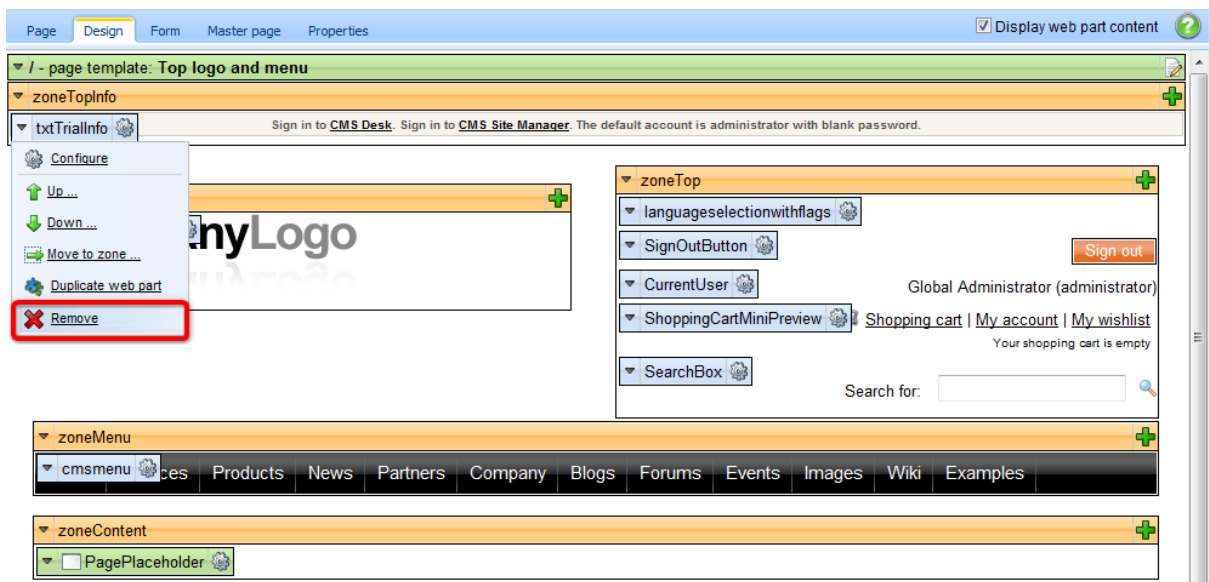 Page Design Form Master page Properties Display web part content
/ - page template: Top logo and menu
zoneTopInfo
txtTrialInfo Sign in to CMS Desk. Sign in to CMS Site Manager. The default account is administrator with blank password.
Configure
Up ...
Down ...
Move to zone ...
Duplicate web part
Remove
nyLogo
zoneTop
languageselectionwithflags
SignOutButton Sign out
CurrentUser Global Administrator (administrator)
ShoppingCartMiniPreview Shopping cart | My account | My wishlist
Your shopping cart is empty
SearchBox
Search for:
zoneMenu
cmsmenu ces Products News Partners Company Blogs Forums Events Images Wiki Examples
zoneContent
PagePlaceholder